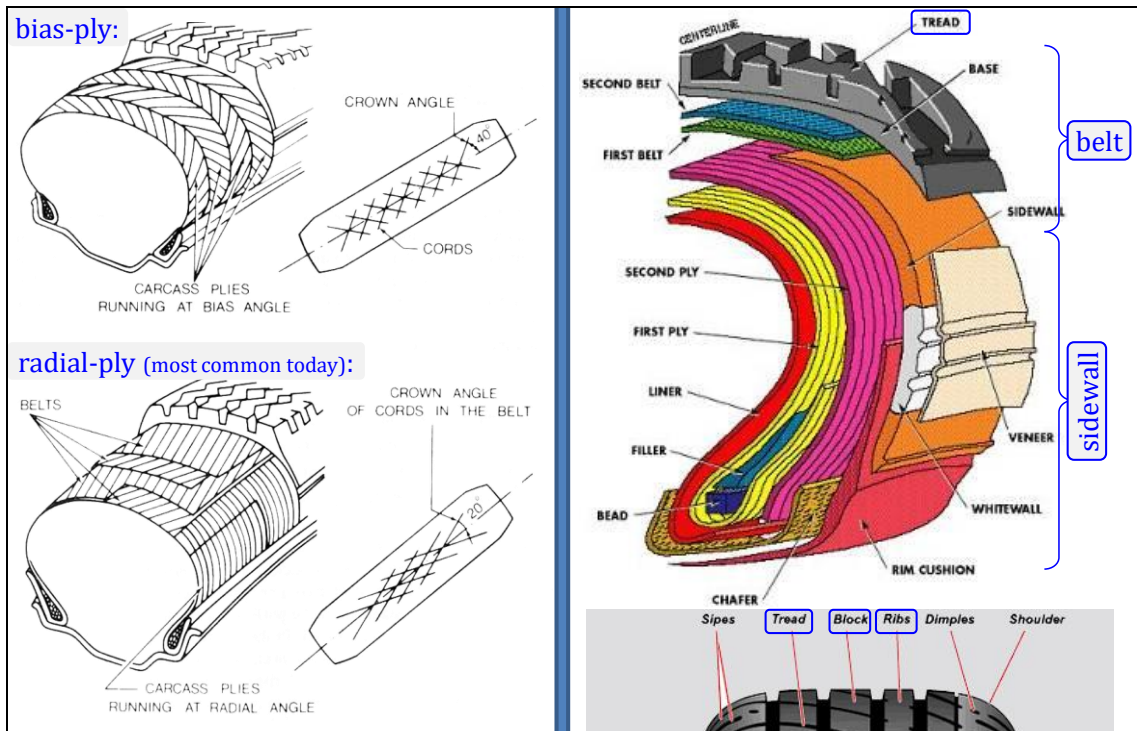 bias-ply:
CROWN ANGLE
40°
CORDS
CARCASS PLIES
RUNNING AT BIAS ANGLE
radial-ply (most common today):
BELTS
CROWN ANGLE
OF CORDS IN THE BELT
20°
CARCASS PLIES
RUNNING AT RADIAL ANGLE
CENTERLINE
TREAD
BASE
SECOND BELT
FIRST BELT
belt
SIDEWALL
SECOND PLY
FIRST PLY
LINER
sidewall
VENEER
FILLER
WHITEWALL
BEAD
RIM CUSHION
CHAFER
Sipes Tread Block Ribs Dimples Shoulder